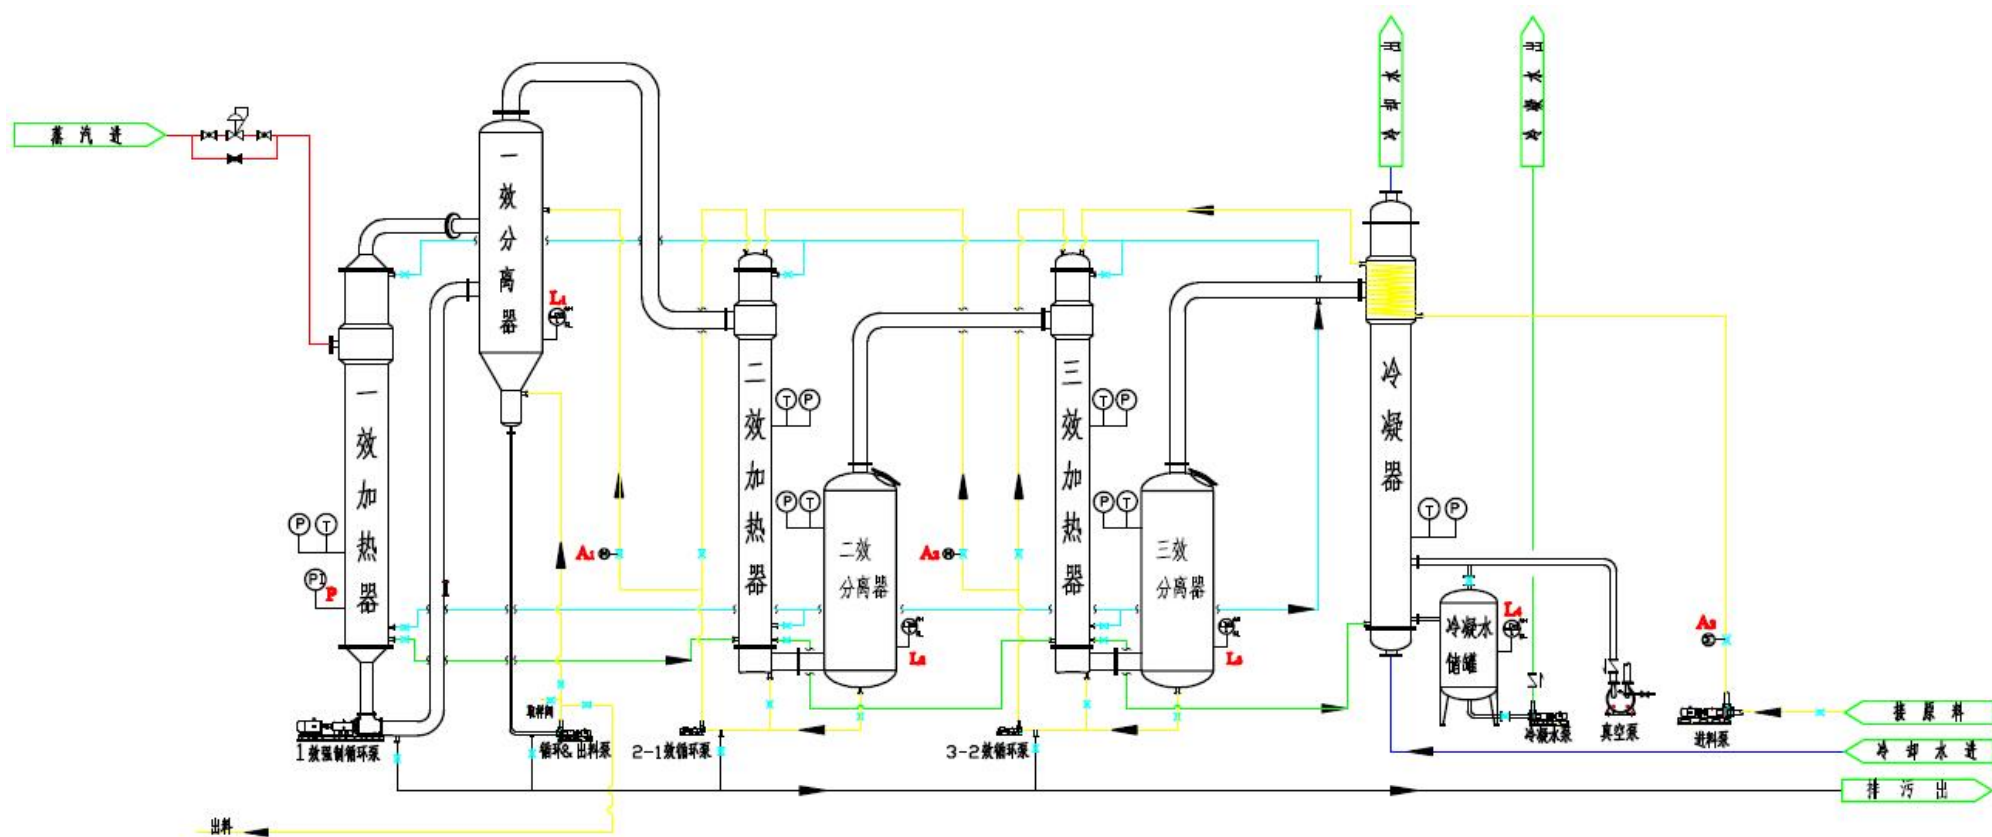 蒸汽进
一效分离器
L1
一效加热器
P
T
PI
P
二效加热器
T
P
P
T
二效
分离器
L2
A1
M
A2
M
三效加热器
T
P
P
T
三效
分离器
L3
冷却水出
冷凝水出
冷凝器
T
P
冷凝水
储罐
L4
A3
取样阀
1效强制循环泵
循环&出料泵
2-1效循环泵
3-2效循环泵
冷凝水泵
真空泵
进料泵
接原料
冷却水进
排污出
出料